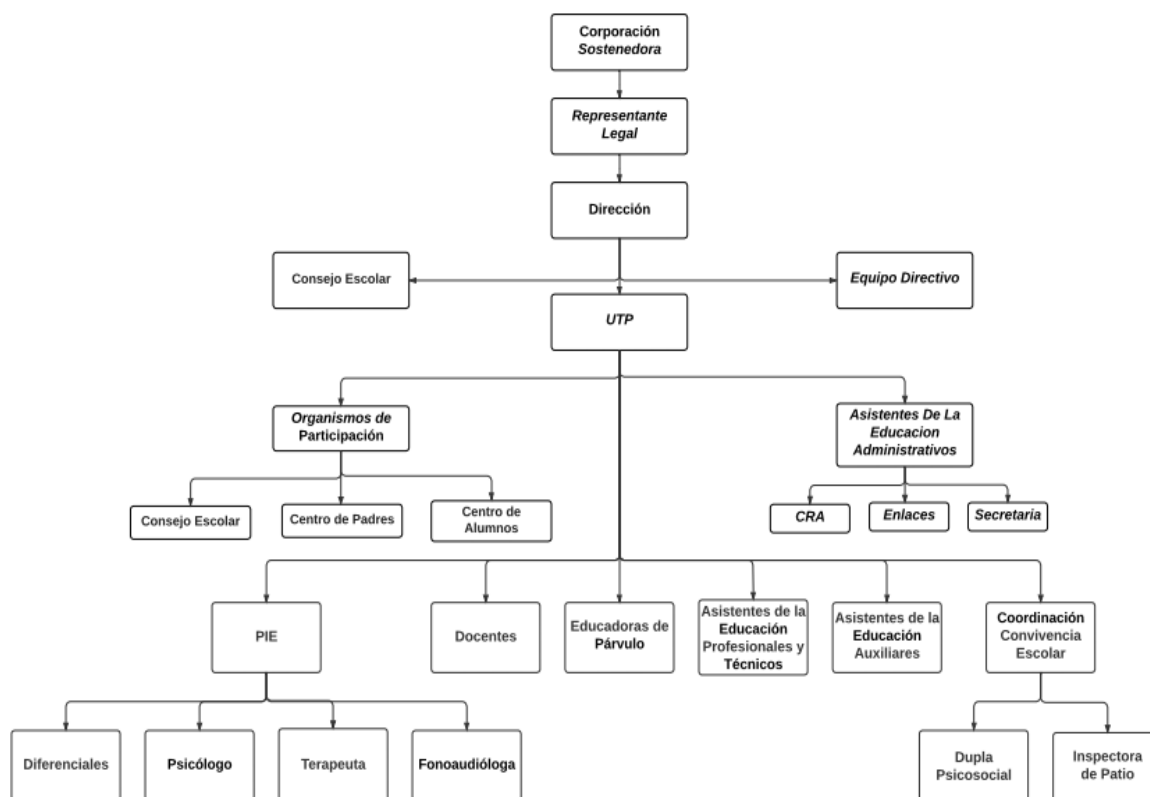 Corporación
Sostenedora
Representante
Legal
Dirección
Consejo Escolar
Equipo Directivo
UTP
Organismos de
Participación
Asistentes De La
Educacion
Administrativos
Consejo Escolar
Centro de Padres
Centro de
Alumnos
CRA
Enlaces
Secretaria
PIE
Docentes
Educadoras de
Párvulo
Asistentes de la
Educación
Profesionales y
Técnicos
Asistentes de la
Educación
Auxiliares
Coordinación
Convivencia
Escolar
Diferenciales
Psicólogo
Terapeuta
Fonoaudióloga
Dupla
Psicosocial
Inspectora
de Patio